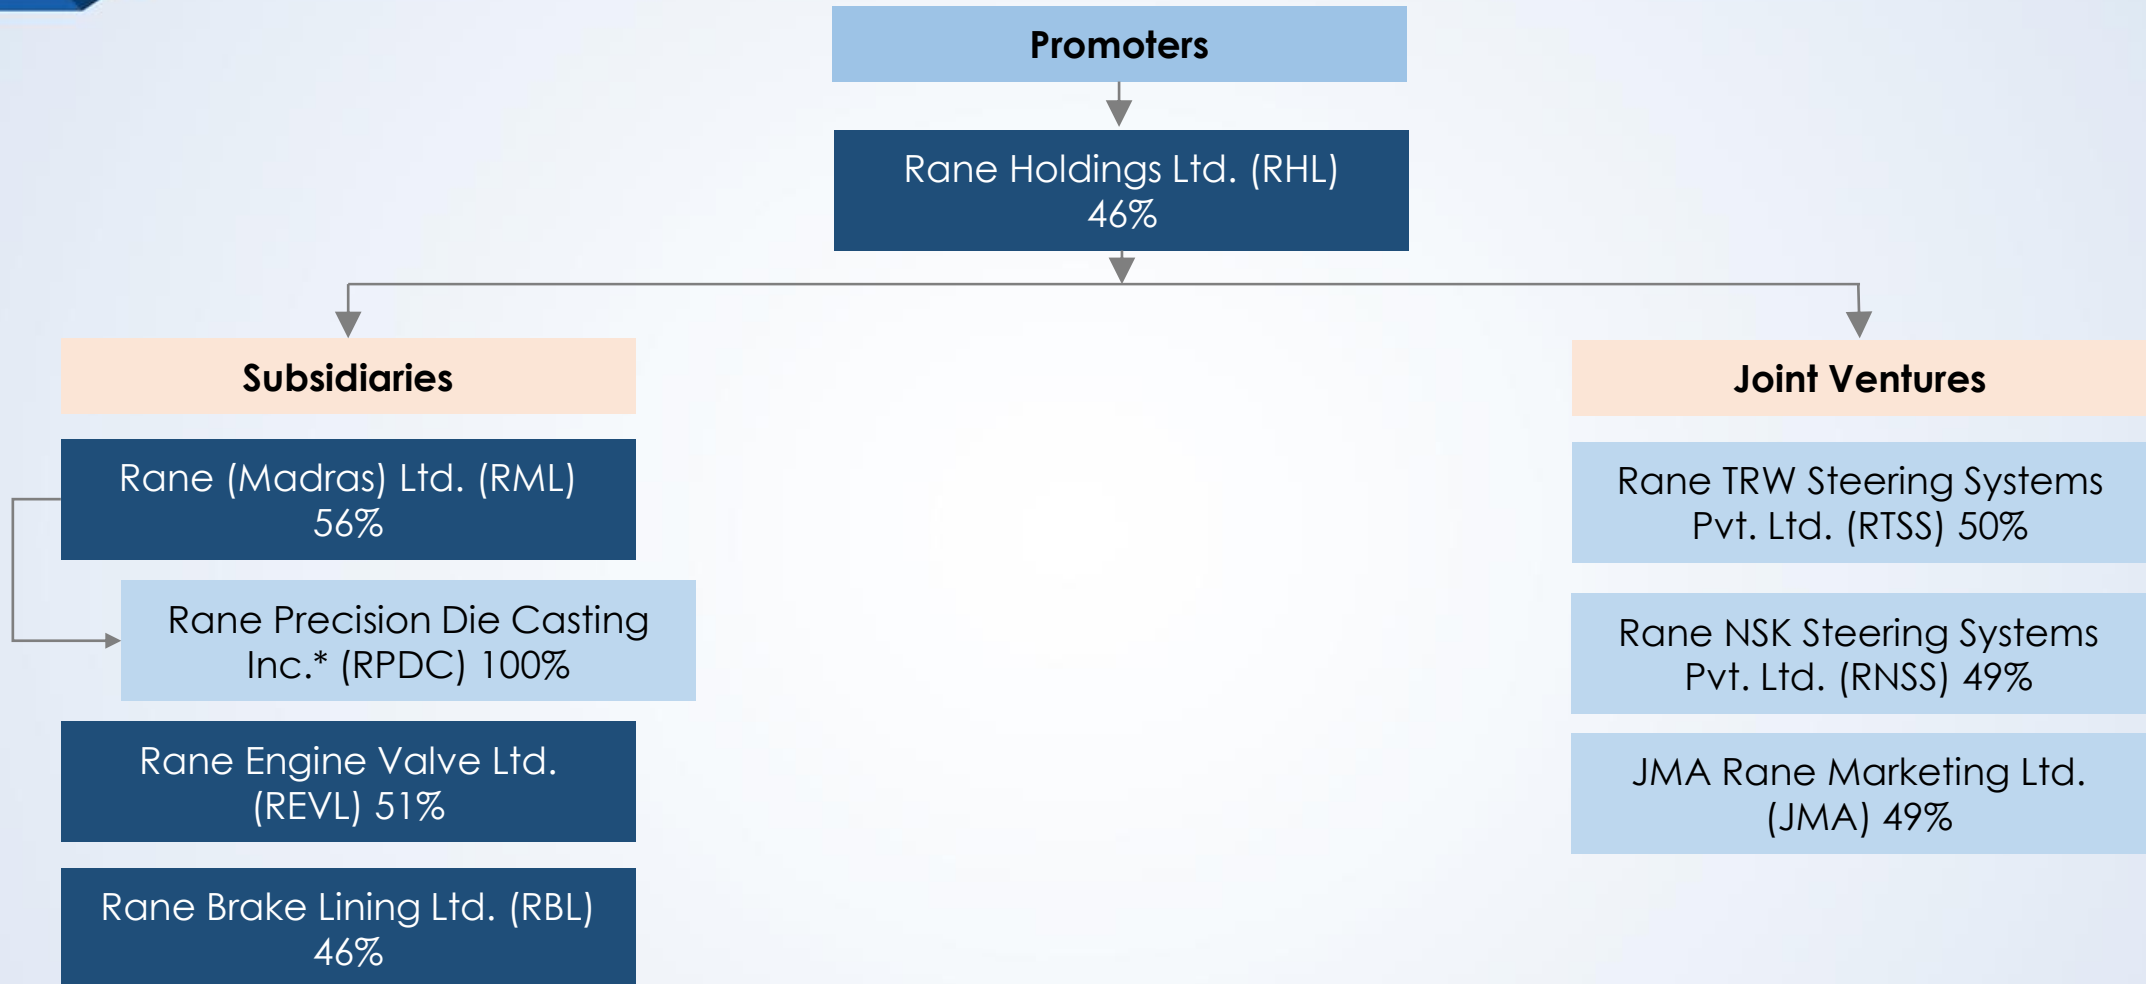 Promoters
Rane Holdings Ltd. (RHL)
46%
Subsidiaries
Rane (Madras) Ltd. (RML)
56%
Rane Precision Die Casting
Inc.* (RPDC) 100%
Rane Engine Valve Ltd.
(REVL) 51%
Rane Brake Lining Ltd. (RBL)
46%
Joint Ventures
Rane TRW Steering Systems
Pvt. Ltd. (RTSS) 50%
Rane NSK Steering Systems
Pvt. Ltd. (RNSS) 49%
JMA Rane Marketing Ltd.
(JMA) 49%